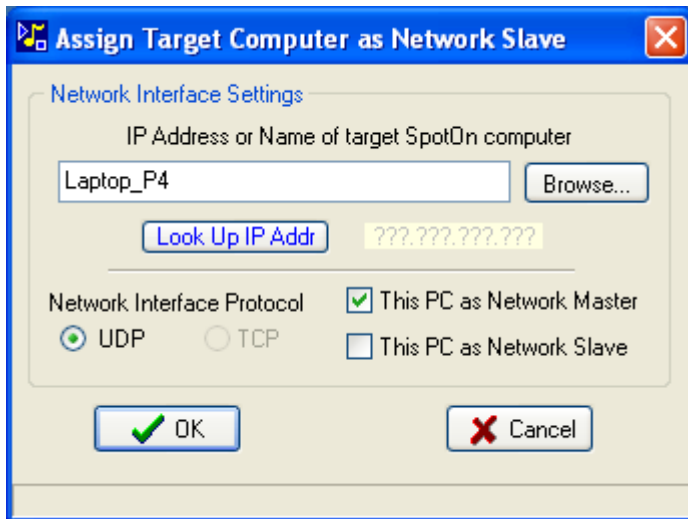 Assign Target Computer as Network Slave
Network Interface Settings
IP Address or Name of target SpotOn computer
Laptop_P4
Browse...
Look Up IP Addr
???.???.???.???
Network Interface Protocol
UDP
TCP
This PC as Network Master
This PC as Network Slave
OK
Cancel